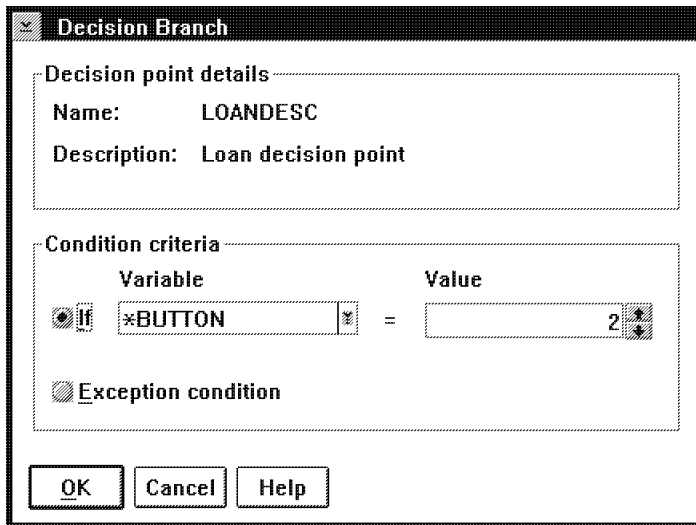 Decision Branch
Decision point details
Name: LOANDESC
Description: Loan decision point
Condition criteria
Variable Value
If *BUTTON = 2
Exception condition
OK Cancel Help